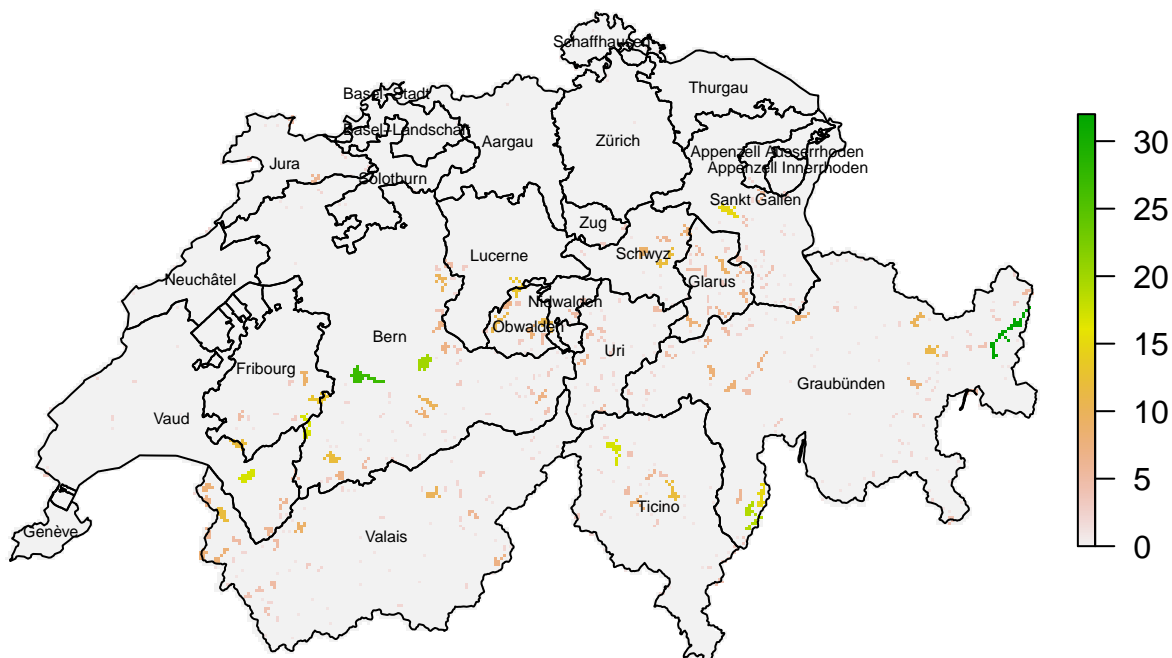 Schaffhausen
Thurgau
Basel-Stadt
Basel-Landschaft
Aargau
Zürich
Appenzell Ausserrhoden
Appenzell Innerrhoden
Jura
Solothurn
Sankt Gallen
Zug
Lucerne
Schwyz
Neuchâtel
Glarus
Nidwalden
Obwalden
Bern
Uri
Fribourg
Graubünden
Vaud
Ticino
Genève
Valais
30
25
20
15
10
5
0